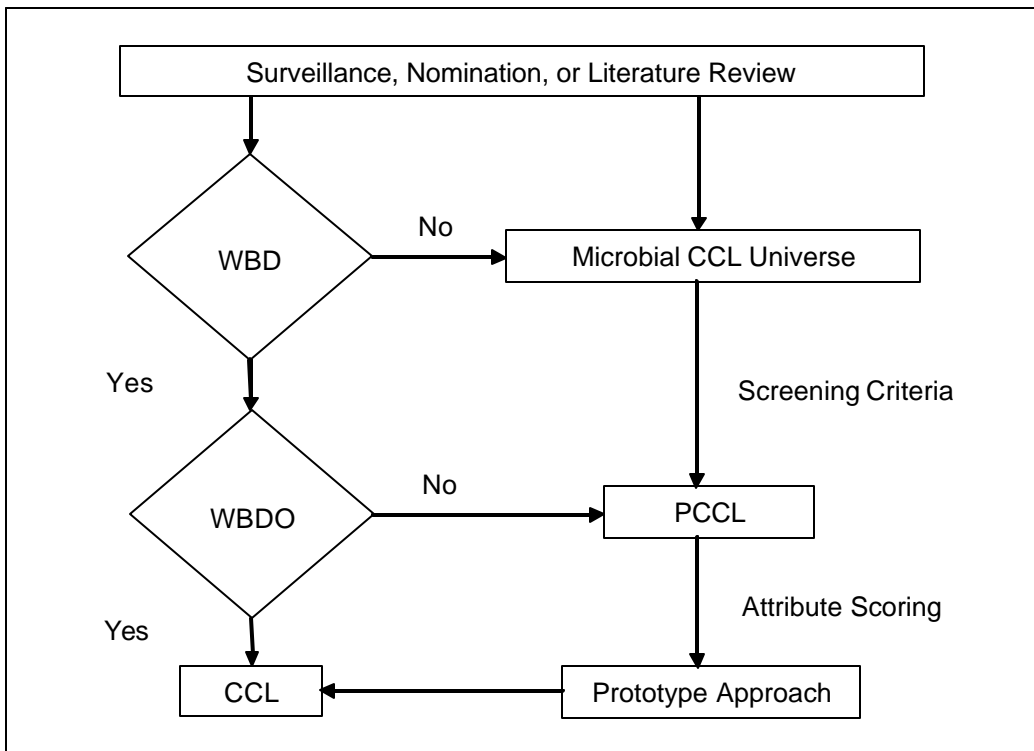 Surveillance, Nomination, or Literature Review
No
WBD
Microbial CCL Universe
Yes
Screening Criteria
No
WBDO
PCCL
Attribute Scoring
Yes
CCL
Prototype Approach